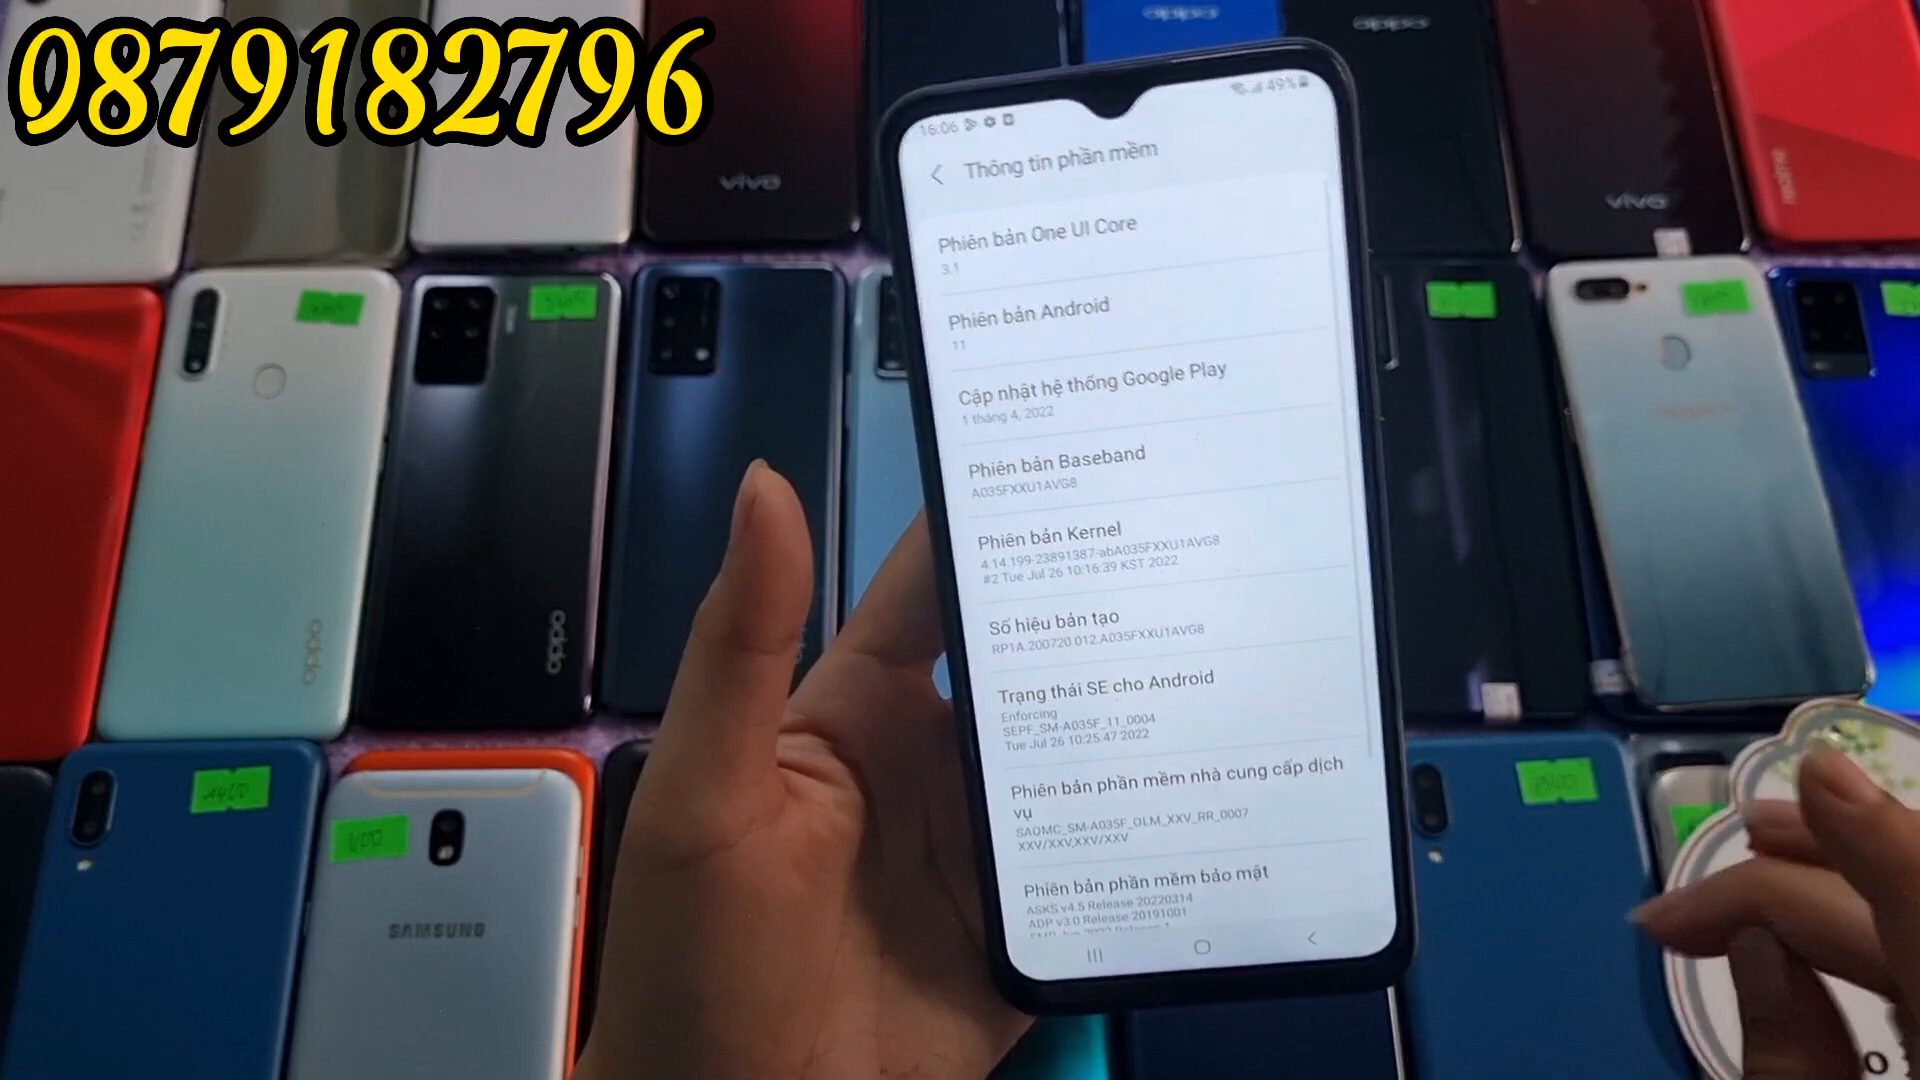 0879182796
oppo
oppo
vivo
vivo
realme
16:06
49%
Thông tin phần mềm
Phiên bản One UI Core
3.1
Phiên bản Android
11
Cập nhật hệ thống Google Play
1 tháng 4, 2022
Phiên bản Baseband
A035FXXU1AVG8
Phiên bản Kernel
4.14.199-23891387-abA035FXXU1AVG8
#2 Tue Jul 26 10:16:39 KST 2022
Số hiệu bản tạo
RP1A.200720.012.A035FXXU1AVG8
Trạng thái SE cho Android
Enforcing
SEPF_SM-A035F_11_0004
Tue Jul 26 10:25:47 2022
Phiên bản phần mềm nhà cung cấp dịch
vụ
SAOMC_SM-A035F_OLM_XXV_RR_0007
XXV/XXV,XXV/XXV
Phiên bản phần mềm bảo mật
ASKS v4.5 Release 20220314
ADP v3.0 Release 20191001
oppo
oppo
1400
SAMSUNG